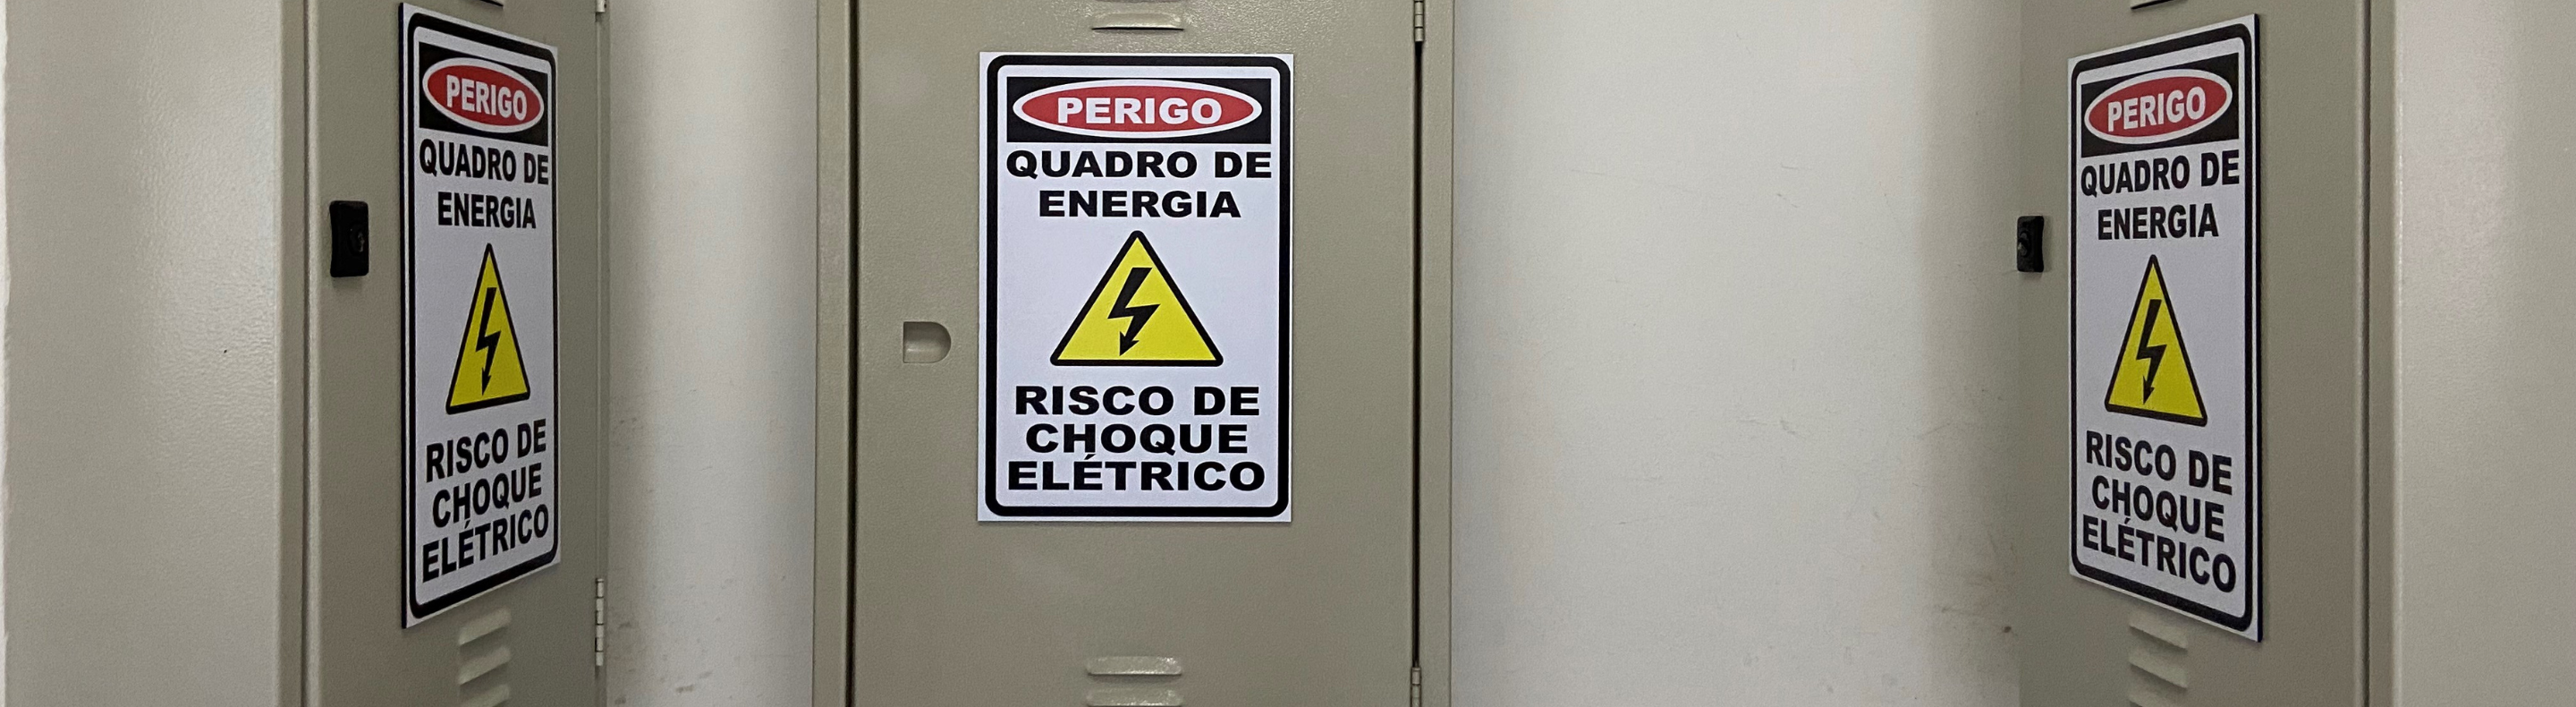 PERIGO
QUADRO DE
ENERGIA
RISCO DE
CHOQUE
ELÉTRICO
PERIGO
QUADRO DE
ENERGIA
RISCO DE
CHOQUE
ELÉTRICO
PERIGO
QUADRO DE
ENERGIA
RISCO DE
CHOQUE
ELÉTRICO